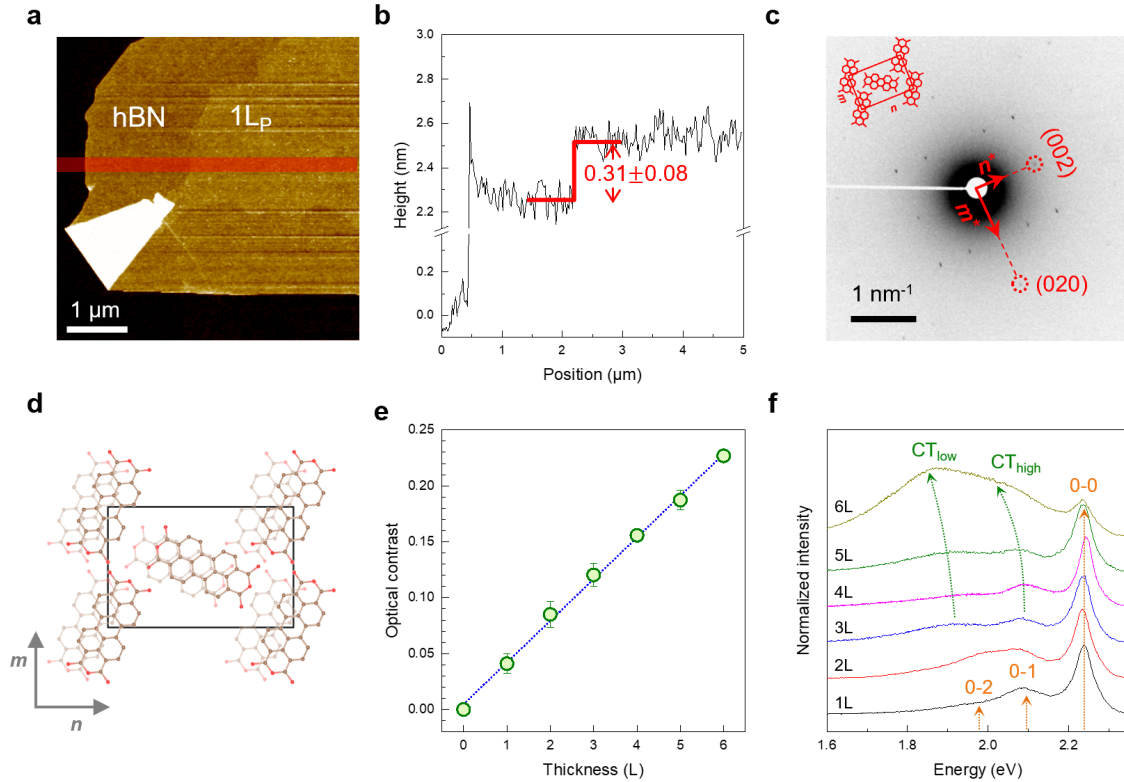 a
hBN
1Lₚ
1 μm
b
Height (nm)
3.0
2.8
2.6
2.4
2.2
0.2
0.0
0.31±0.08
0
1
2
3
4
5
Position (μm)
c
m
n
n*
m*
(002)
(020)
1 nm⁻¹
d
m
n
e
Optical contrast
0.25
0.20
0.15
0.10
0.05
0.00
0
1
2
3
4
5
6
Thickness (L)
f
Normalized intensity
CTlow
CThigh
0-0
6L
5L
4L
3L
2L
1L
0-2
0-1
1.6
1.8
2.0
2.2
Energy (eV)